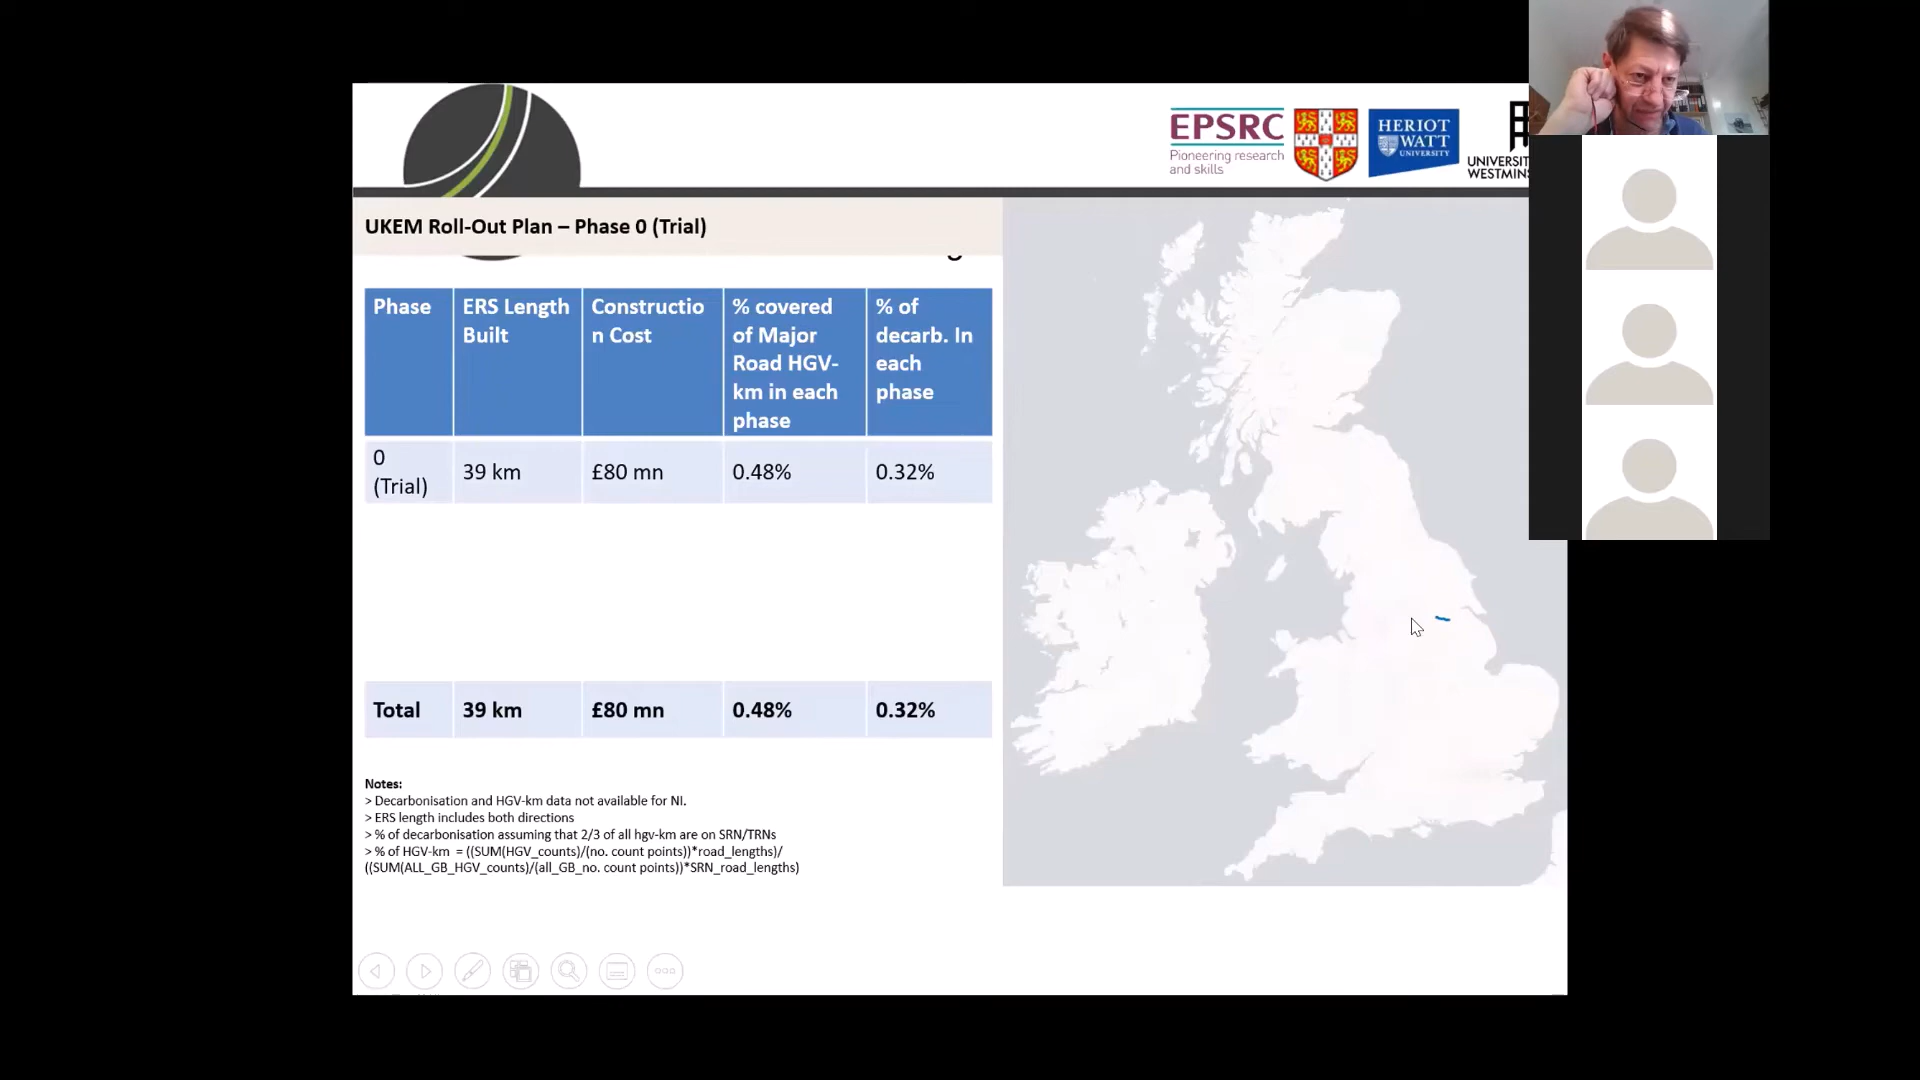 EPSRC
Pioneering research
and skills
HERIOT
WATT
UNIVERSITY
UKEM Roll-Out Plan – Phase 0 (Trial)
Phase
ERS Length
Built
Constructio
n Cost
% covered
of Major
Road HGV-
km in each
phase
% of
decarb. In
each
phase
0
(Trial)
39 km
£80 mn
0.48%
0.32%
Total
39 km
£80 mn
0.48%
0.32%
Notes:
> Decarbonisation and HGV-km data not available for NI.
> ERS length includes both directions
> % of decarbonisation assuming that 2/3 of all hgv-km are on SRN/TRNs
> % of HGV-km = ((SUM(HGV_counts)/(no. count points))*road_lengths)/
((SUM(ALL_GB_HGV_counts)/(all_GB_no. count points))*SRN_road_lengths)